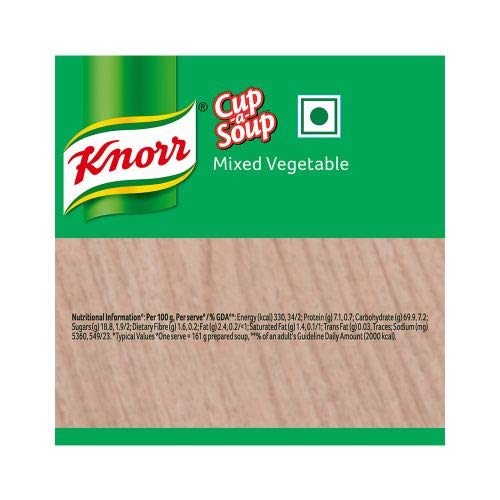 Knorr
®
Cup
-a-
Soup
Mixed Vegetable
Nutritional Information*: Per 100 g, Per serve# / % GDA**: Energy (kcal) 330, 34/2; Protein (g) 7.1, 0.7; Carbohydrate (g) 69.9, 7.2;
Sugars (g) 18.8, 1.9/2; Dietary Fibre (g) 1.6, 0.2; Fat (g) 2.4, 0.2/<1; Saturated Fat (g) 1.4, 0.1/1; Trans Fat (g) 0.03, Traces; Sodium (mg)
5360, 549/23. *Typical Values #One serve = 161 g prepared soup, **% of an adult's Guideline Daily Amount (2000 kcal).